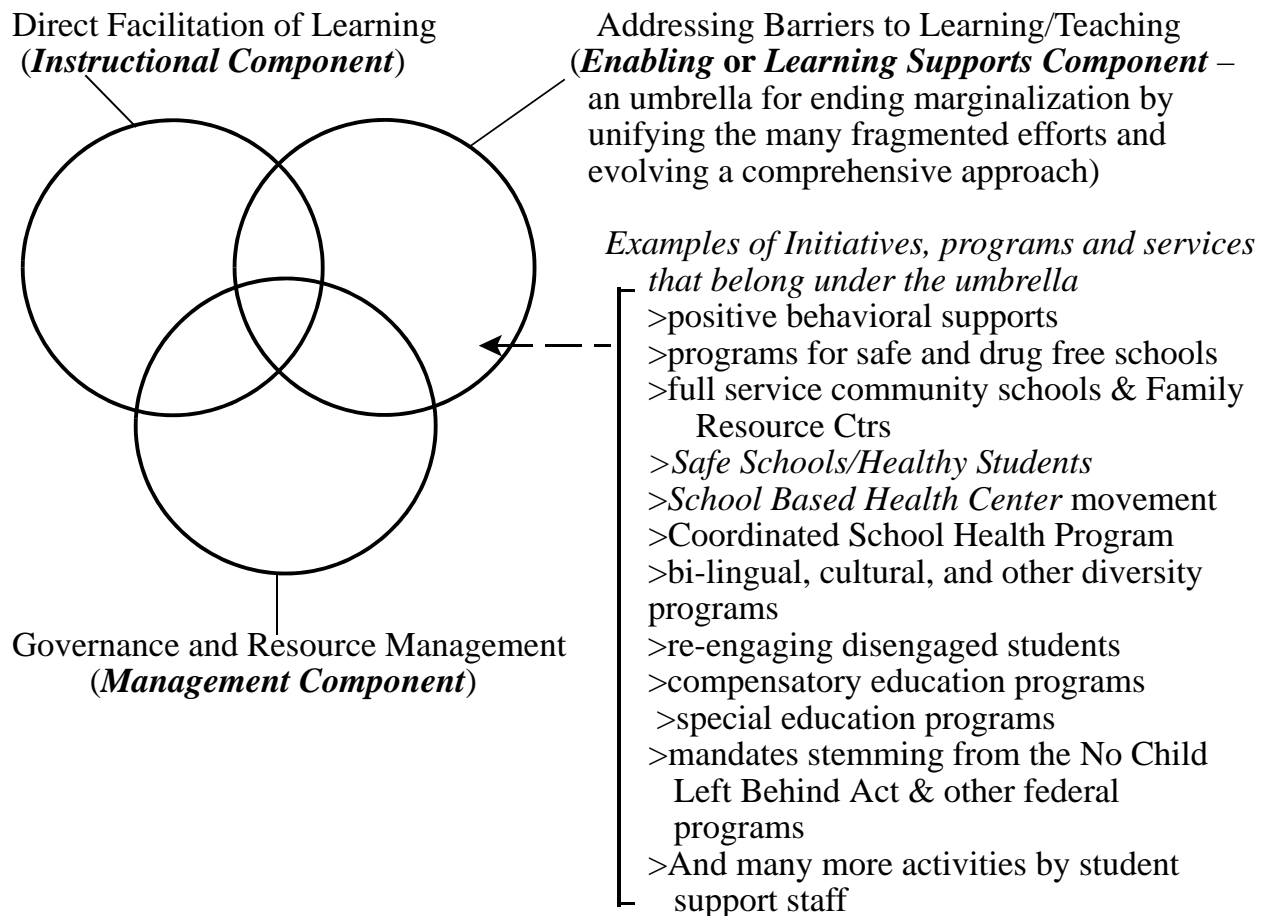 Direct Facilitation of Learning
(Instructional Component)
Addressing Barriers to Learning/Teaching
(Enabling or Learning Supports Component –
an umbrella for ending marginalization by
unifying the many fragmented efforts and
evolving a comprehensive approach)
Examples of Initiatives, programs and services
that belong under the umbrella
>positive behavioral supports
>programs for safe and drug free schools
>full service community schools & Family
Resource Ctrs
>Safe Schools/Healthy Students
>School Based Health Center movement
>Coordinated School Health Program
>bi-lingual, cultural, and other diversity
programs
>re-engaging disengaged students
>compensatory education programs
>special education programs
>mandates stemming from the No Child
Left Behind Act & other federal
programs
>And many more activities by student
support staff
Governance and Resource Management
(Management Component)